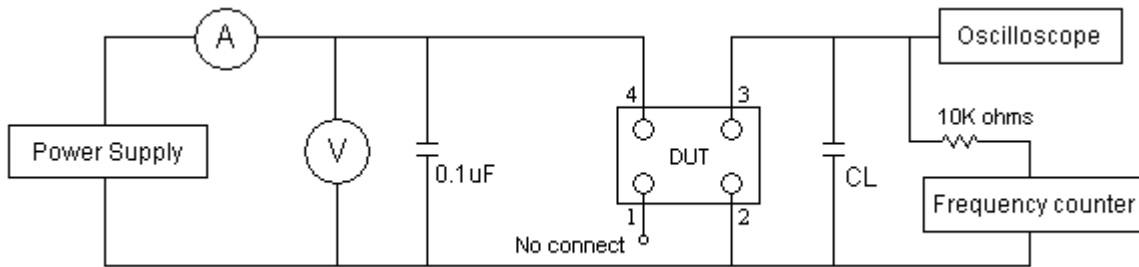 A
Oscilloscope
4
3
10K ohms
Power Supply
V
0.1uF
DUT
CL
Frequency counter
1
2
No connect